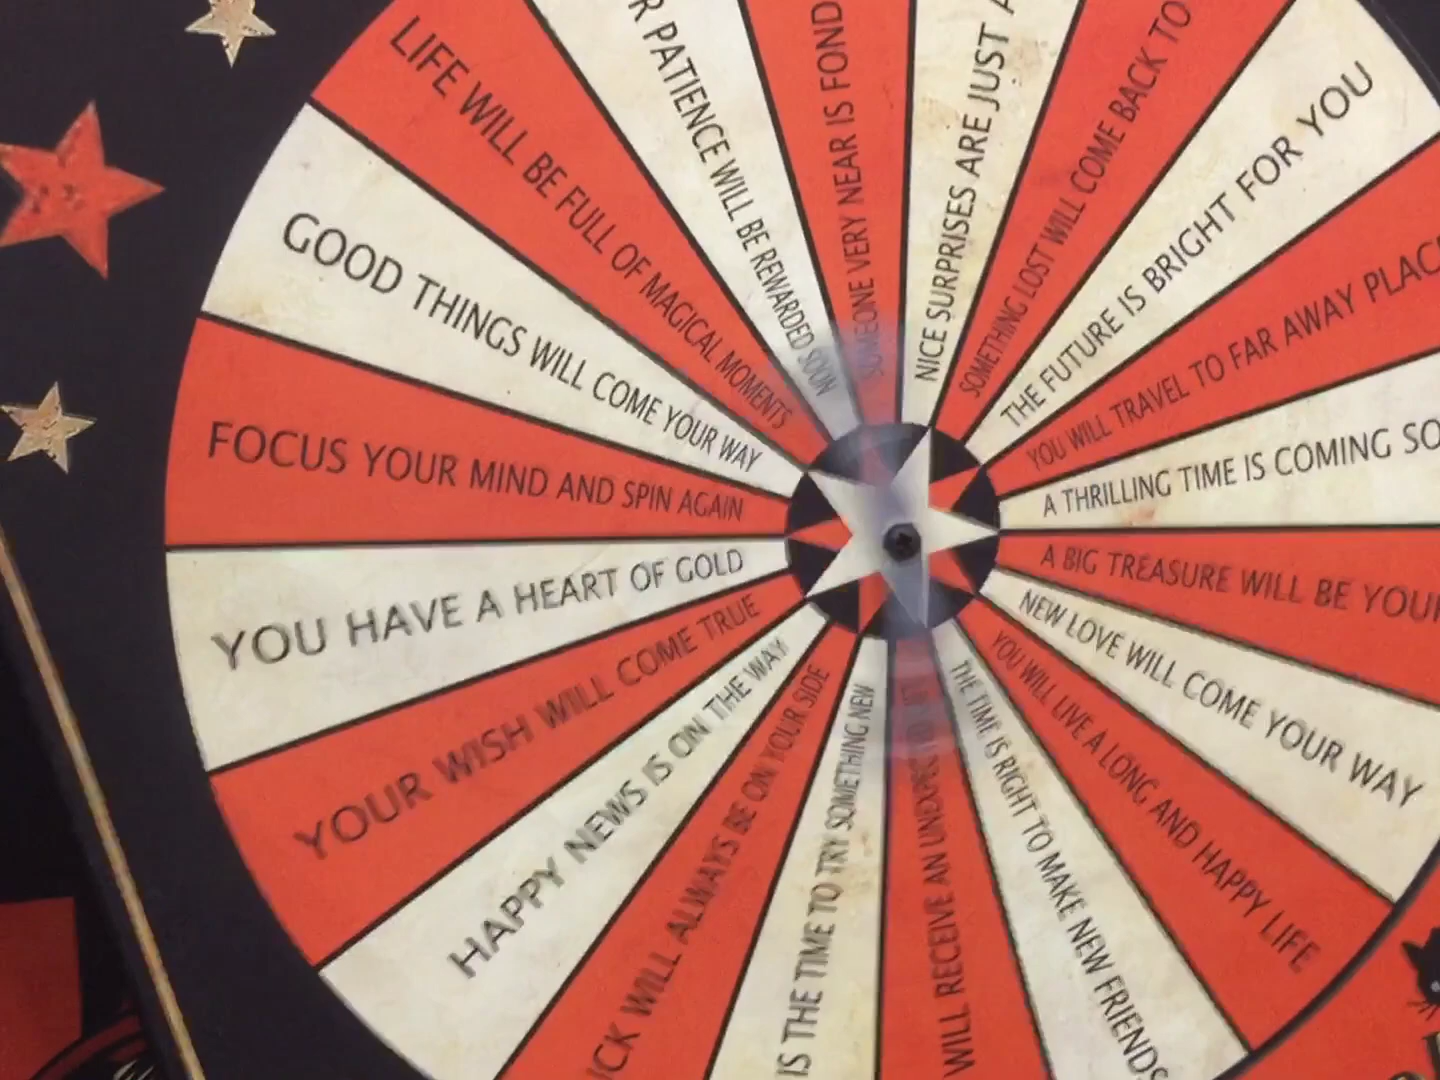 LIFE WILL BE FULL OF MAGICAL MOMENTS
PATIENCE WILL BE REWARDED SOON
SOMEONE VERY NEAR IS FOND
NICE SURPRISES ARE JUST
SOMETHING LOST WILL COME BACK TO
THE FUTURE IS BRIGHT FOR YOU
YOU WILL TRAVEL TO FAR AWAY
A THRILLING TIME IS COMING
A BIG TREASURE WILL BE
NEW LOVE WILL COME YOUR WAY
YOU WILL LIVE A LONG AND HAPPY LIFE
THE TIME IS RIGHT TO MAKE NEW FRIENDS
WILL RECEIVE AN
IS THE TIME TO TRY SOMETHING NEW
WILL ALWAYS BE ON YOUR SIDE
HAPPY NEWS IS ON THE WAY
YOUR WISH WILL COME TRUE
YOU HAVE A HEART OF GOLD
FOCUS YOUR MIND AND SPIN AGAIN
GOOD THINGS WILL COME YOUR WAY